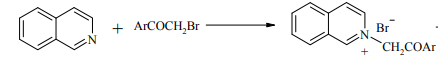 N + ArCOCH₂Br N Br⁻
+ CH₂COAr